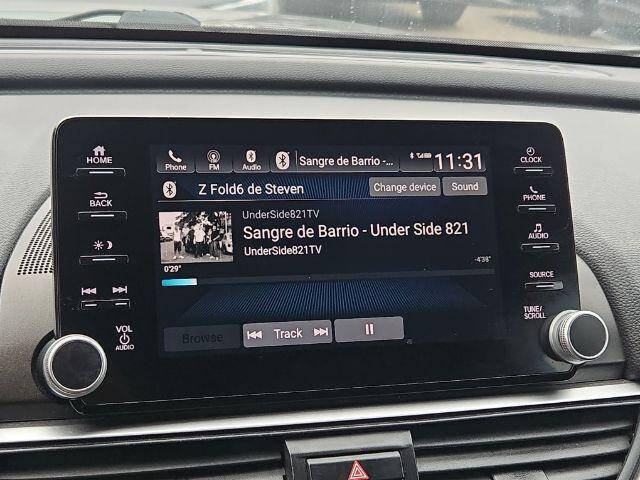 HOME
BACK
VOL
AUDIO
Phone
FM
Audio
Sangre de Barrio -...
11:31
Z Fold6 de Steven
Change device
Sound
UnderSide821TV
Sangre de Barrio - Under Side 821
UnderSide821TV
0'29"
-4'38"
Browse
Track
CLOCK
PHONE
AUDIO
SOURCE
TUNE/
SCROLL